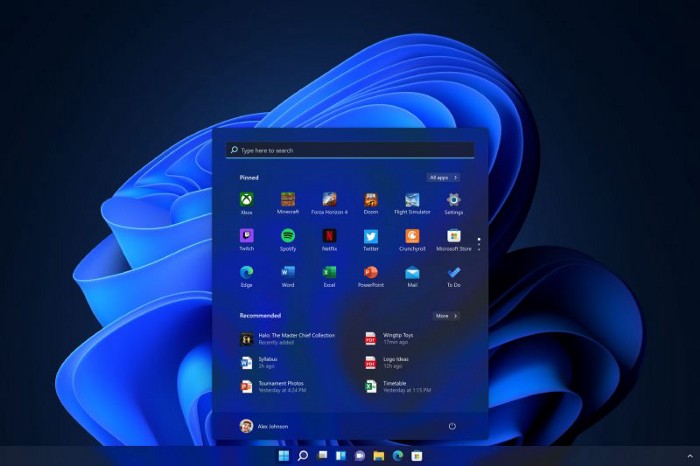 Type here to search
Pinned
All apps
Xbox
Minecraft
Forza Horizon 4
Doom
Flight Simulator
Settings
Twitch
Spotify
Netflix
Twitter
Crunchyroll
Microsoft Store
Edge
Word
Excel
PowerPoint
Mail
To Do
Recommended
More
Halo: The Master Chief Collection
Recently added
Wingtip Toys
17min ago
Syllabus
2h ago
Logo Ideas
12h ago
Tournament Photos
Yesterday at 4:24 PM
Timetable
Yesterday at 1:15 PM
Alex Johnson